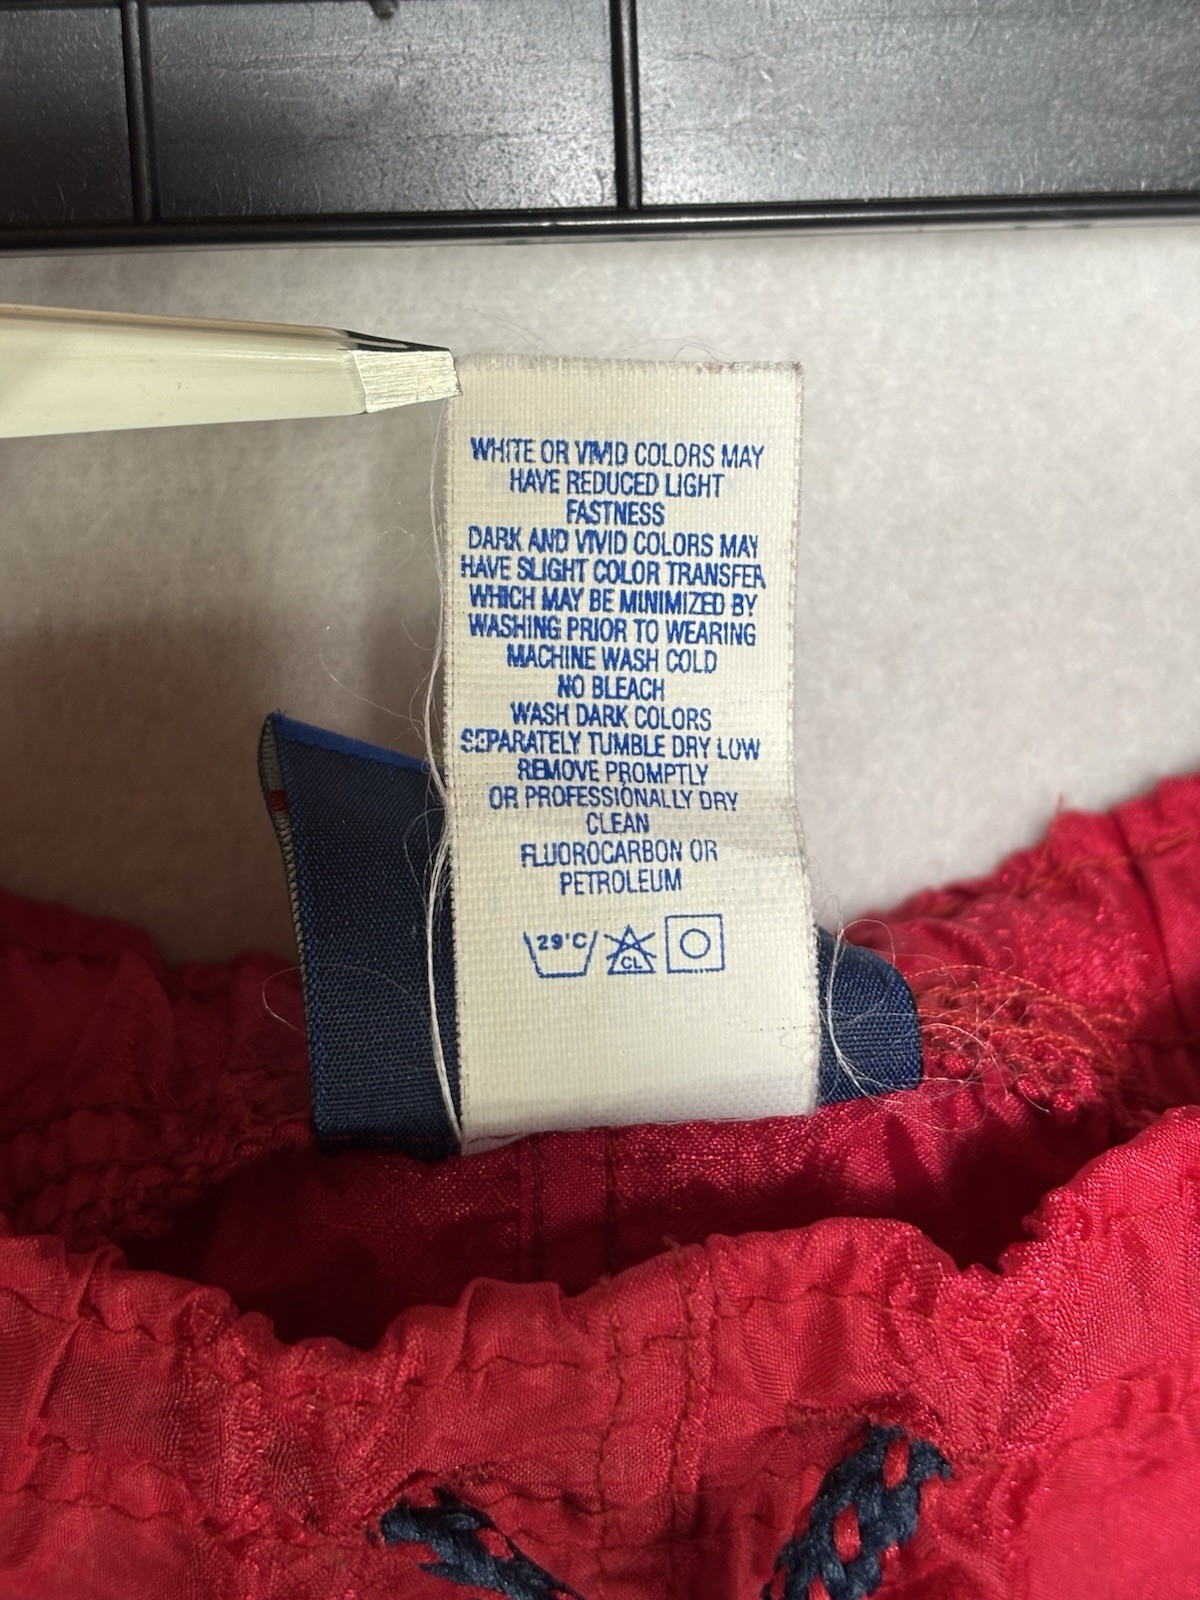 WHITE OR VIVID COLORS MAY
HAVE REDUCED LIGHT
FASTNESS
DARK AND VIVID COLORS MAY
HAVE SLIGHT COLOR TRANSFER
WHICH MAY BE MINIMIZED BY
WASHING PRIOR TO WEARING
MACHINE WASH COLD
NO BLEACH
WASH DARK COLORS
SEPARATELY TUMBLE DRY LOW
REMOVE PROMPTLY
OR PROFESSIONALLY DRY
CLEAN
FLUOROCARBON OR
PETROLEUM
29°C CL